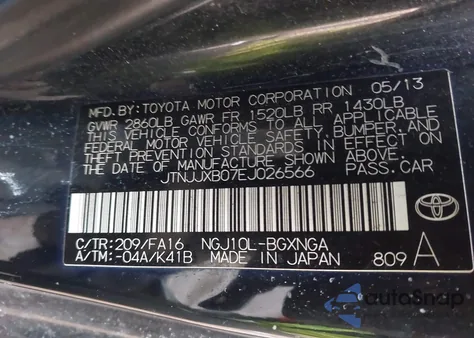 MFD. BY: TOYOTA MOTOR CORPORATION 05/13
GVWR 2860LB GAWR FR 1520LB RR 1430LB
THIS VEHICLE CONFORMS TO ALL APPLICABLE
FEDERAL MOTOR VEHICLE SAFETY, BUMPER, AND
THEFT PREVENTION STANDARDS IN EFFECT ON
THE DATE OF MANUFACTURE SHOWN ABOVE.
JTNJJXB07EJ026566 PASS.CAR
C/TR: 209/FA16 NGJ10L-BGXNGA
A/TM: -04A/K41B MADE IN JAPAN 809 A
TOYOTA
autoSnap